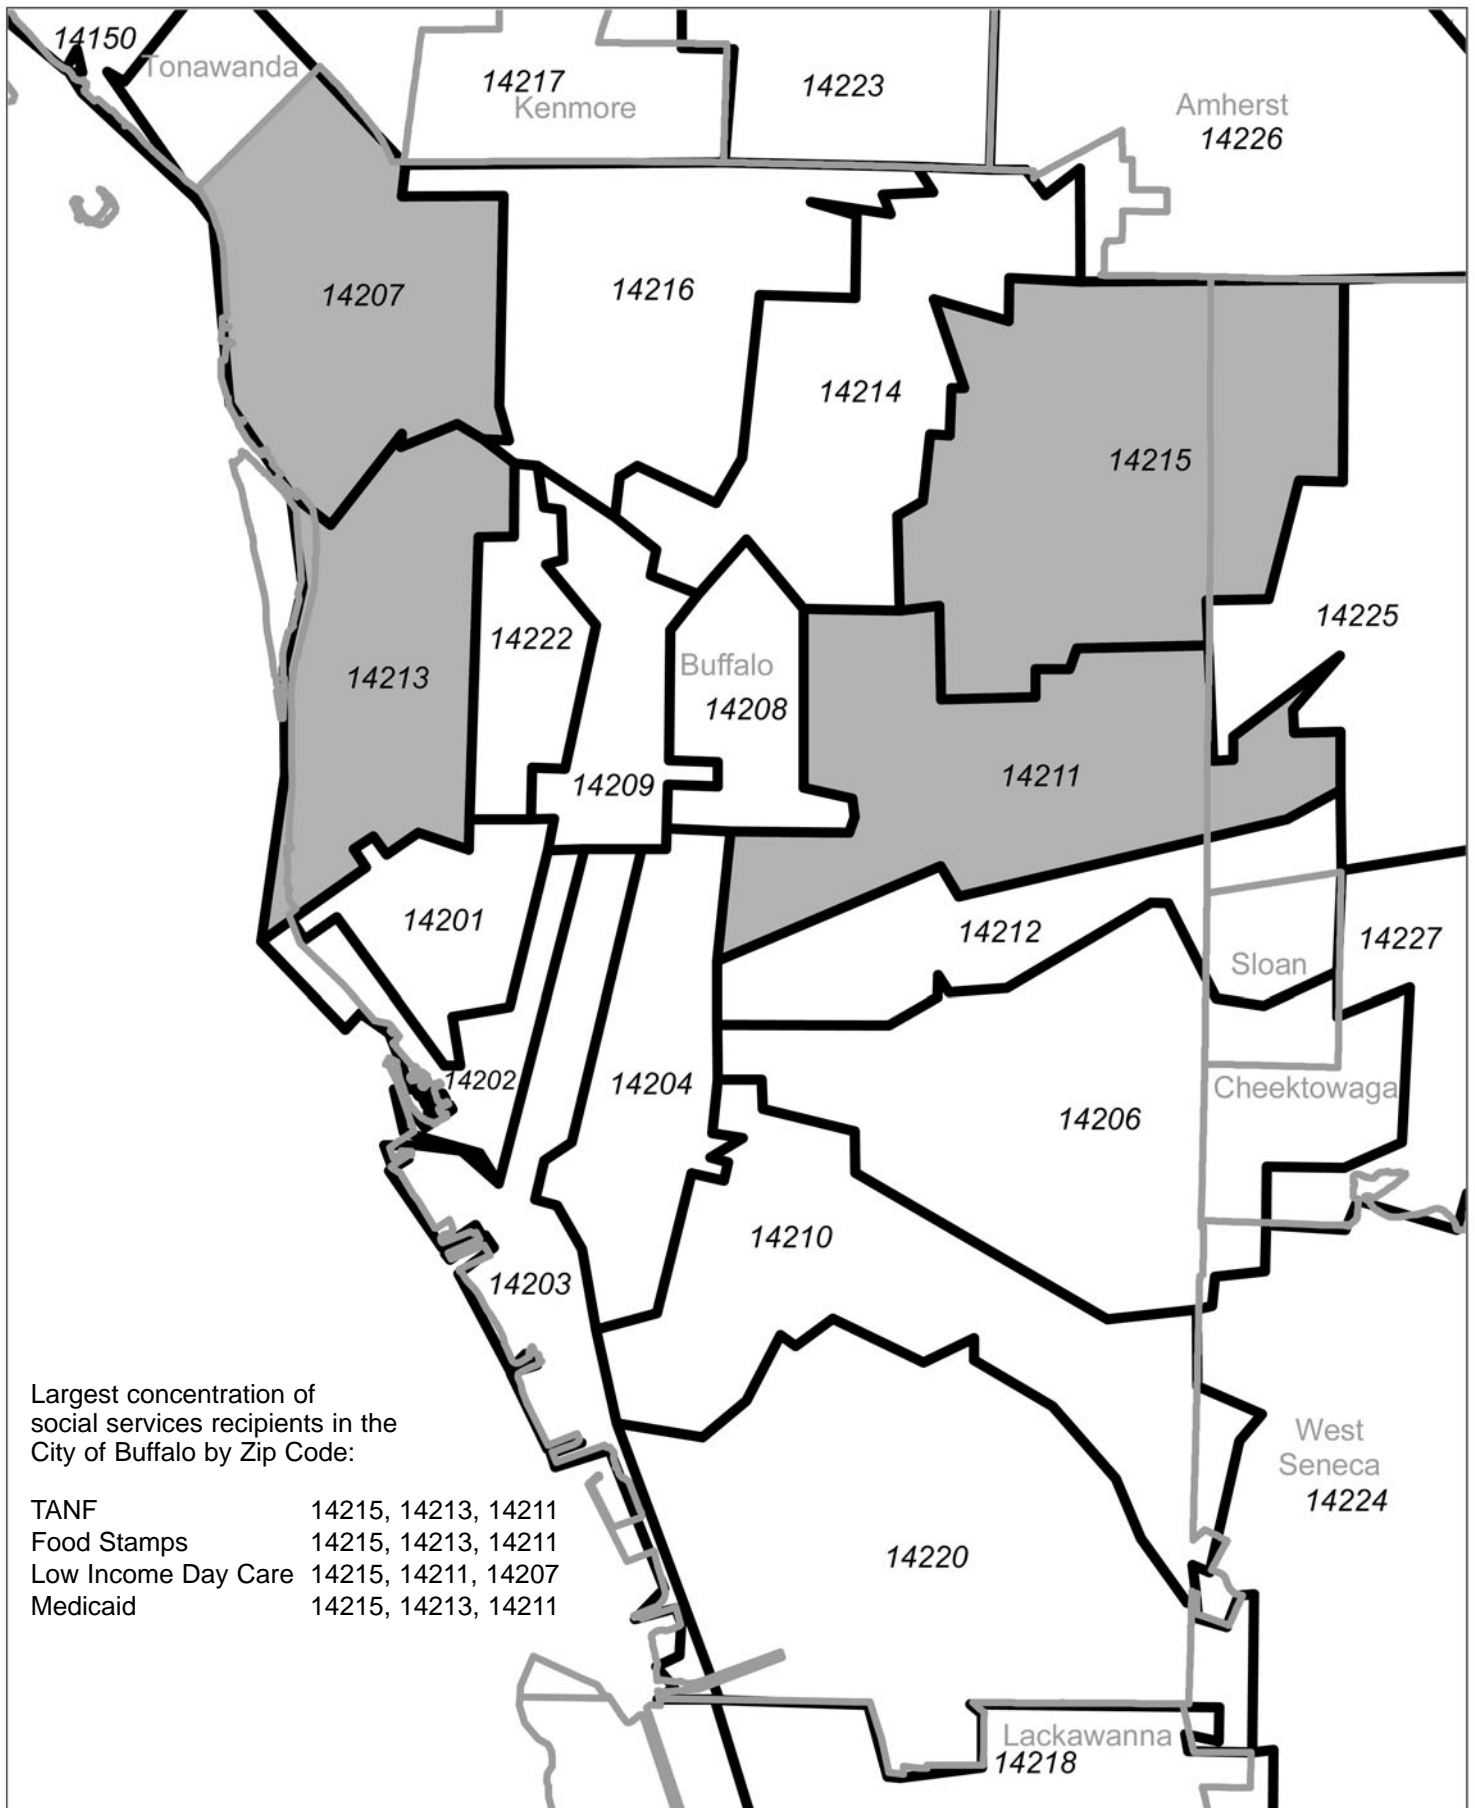 14150
Tonawanda
14217
Kenmore
14223
Amherst
14226
14207
14216
14214
14215
14225
14222
14213
Buffalo
14208
14211
14209
14201
14212
14227
Sloan
14202
14204
Cheektowaga
14206
14210
14203
Largest concentration of
social services recipients in the
City of Buffalo by Zip Code:
West
Seneca
14224
TANF 14215, 14213, 14211
Food Stamps 14215, 14213, 14211
Low Income Day Care 14215, 14211, 14207
Medicaid 14215, 14213, 14211
14220
Lackawanna
14218